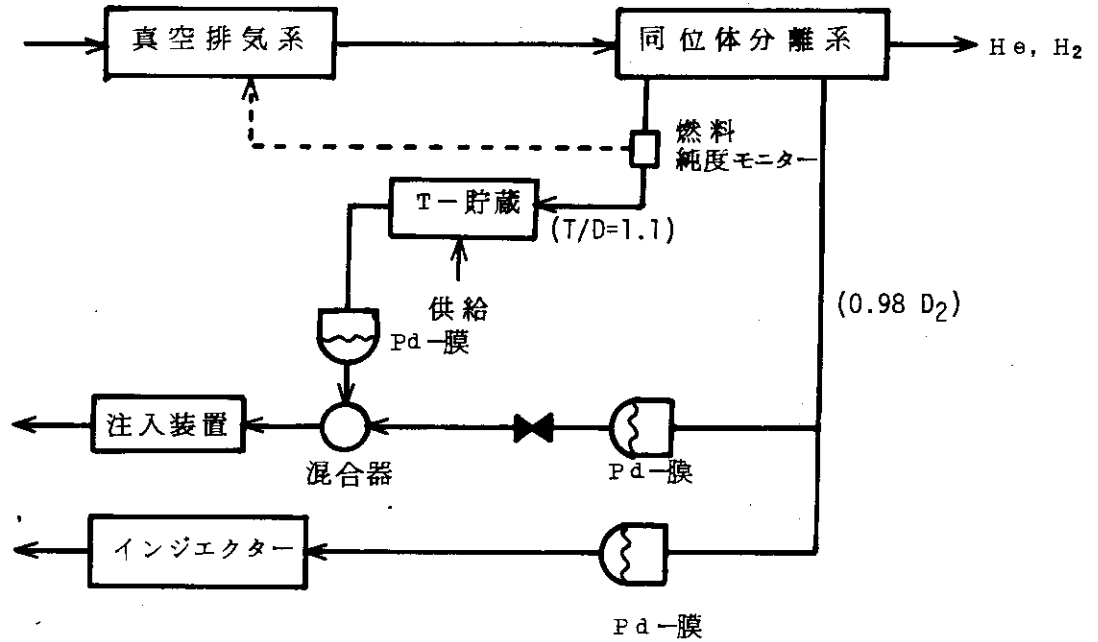 真空排気系
同位体分離系
He, H2
燃料
純度モニター
T-貯蔵
(T/D=1.1)
供給
(0.98 D2)
Pd-膜
注入装置
混合器
Pd-膜
インジエクター
Pd-膜